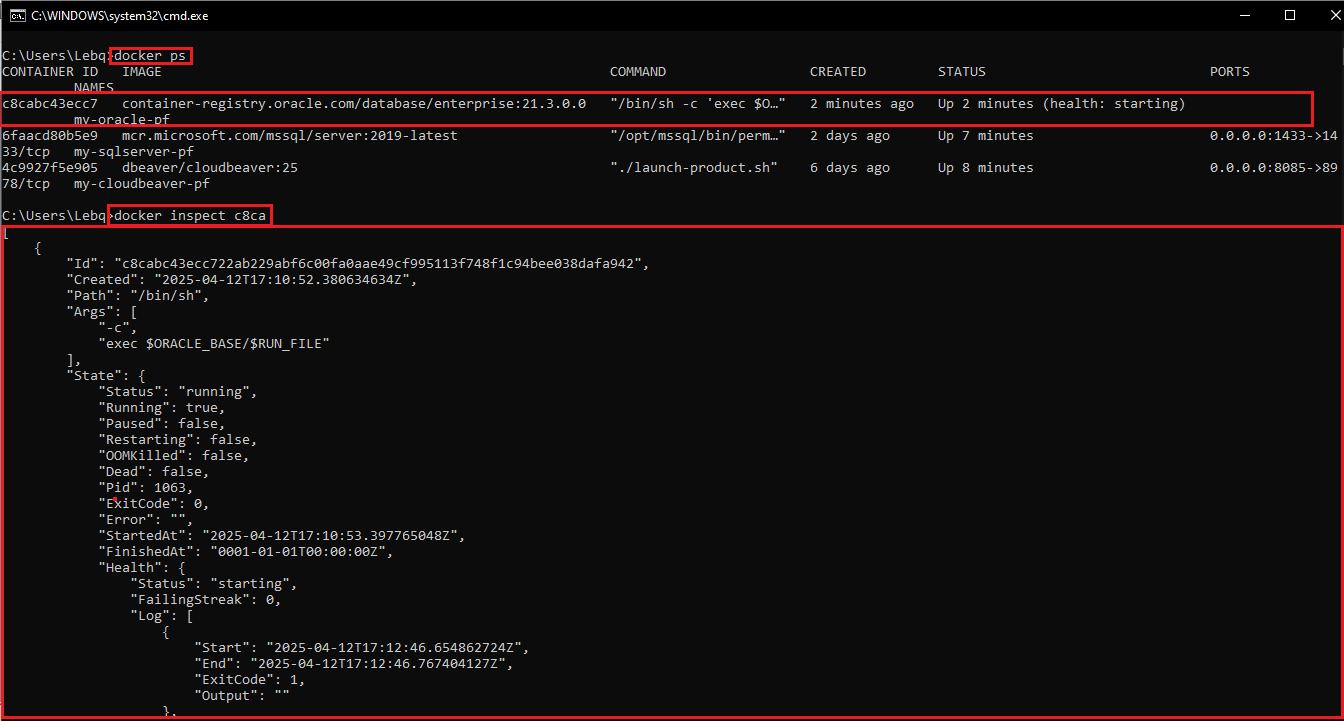 C:\WINDOWS\system32\cmd.exe
C:\Users\Lebq>docker ps
CONTAINER ID   IMAGE                                                        COMMAND                  CREATED         STATUS                            PORTS
         NAMES
c8cabc43ecc7   container-registry.oracle.com/database/enterprise:21.3.0.0   "/bin/sh -c 'exec $O…"   2 minutes ago   Up 2 minutes (health: starting)
         my-oracle-pf
6faacd80b5e9   mcr.microsoft.com/mssql/server:2019-latest                   "/opt/mssql/bin/perm…"   2 days ago      Up 7 minutes                      0.0.0.0:1433->14
33/tcp   my-sqlserver-pf
4c9927f5e905   dbeaver/cloudbeaver:25                                       "./launch-product.sh"    6 days ago      Up 8 minutes                      0.0.0.0:8085->89
78/tcp   my-cloudbeaver-pf
C:\Users\Lebq>docker inspect c8ca
[
    {
        "Id": "c8cabc43ecc722ab229abf6c00fa0aae49cf995113f748f1c94bee038dafa942",
        "Created": "2025-04-12T17:10:52.380634634Z",
        "Path": "/bin/sh",
        "Args": [
            "-c",
            "exec $ORACLE_BASE/$RUN_FILE"
        ],
        "State": {
            "Status": "running",
            "Running": true,
            "Paused": false,
            "Restarting": false,
            "OOMKilled": false,
            "Dead": false,
            "Pid": 1063,
            "ExitCode": 0,
            "Error": "",
            "StartedAt": "2025-04-12T17:10:53.397765048Z",
            "FinishedAt": "0001-01-01T00:00:00Z",
            "Health": {
                "Status": "starting",
                "FailingStreak": 0,
                "Log": [
                    {
                        "Start": "2025-04-12T17:12:46.654862724Z",
                        "End": "2025-04-12T17:12:46.767404127Z",
                        "ExitCode": 1,
                        "Output": ""
                    },